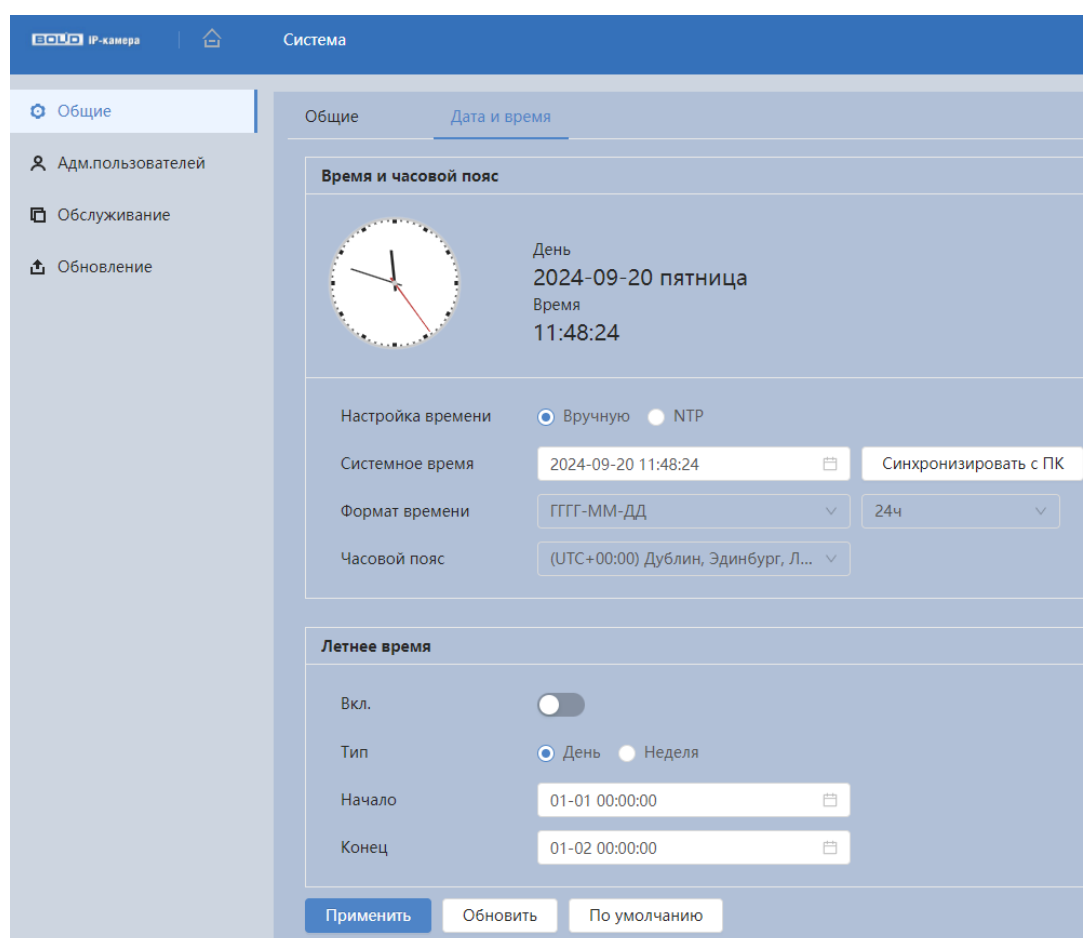 BOLID IP-камера
Система
Общие
Адм.пользователей
Обслуживание
Обновление
Общие Дата и время
Время и часовой пояс
День
2024-09-20 пятница
Время
11:48:24
Настройка времени Вручную NTP
Системное время 2024-09-20 11:48:24 Синхронизировать с ПК
Формат времени ГГГГ-ММ-ДД 24ч
Часовой пояс (UTC+00:00) Дублин, Эдинбург, Л...
Летнее время
Вкл.
Тип День Неделя
Начало 01-01 00:00:00
Конец 01-02 00:00:00
Применить Обновить По умолчанию